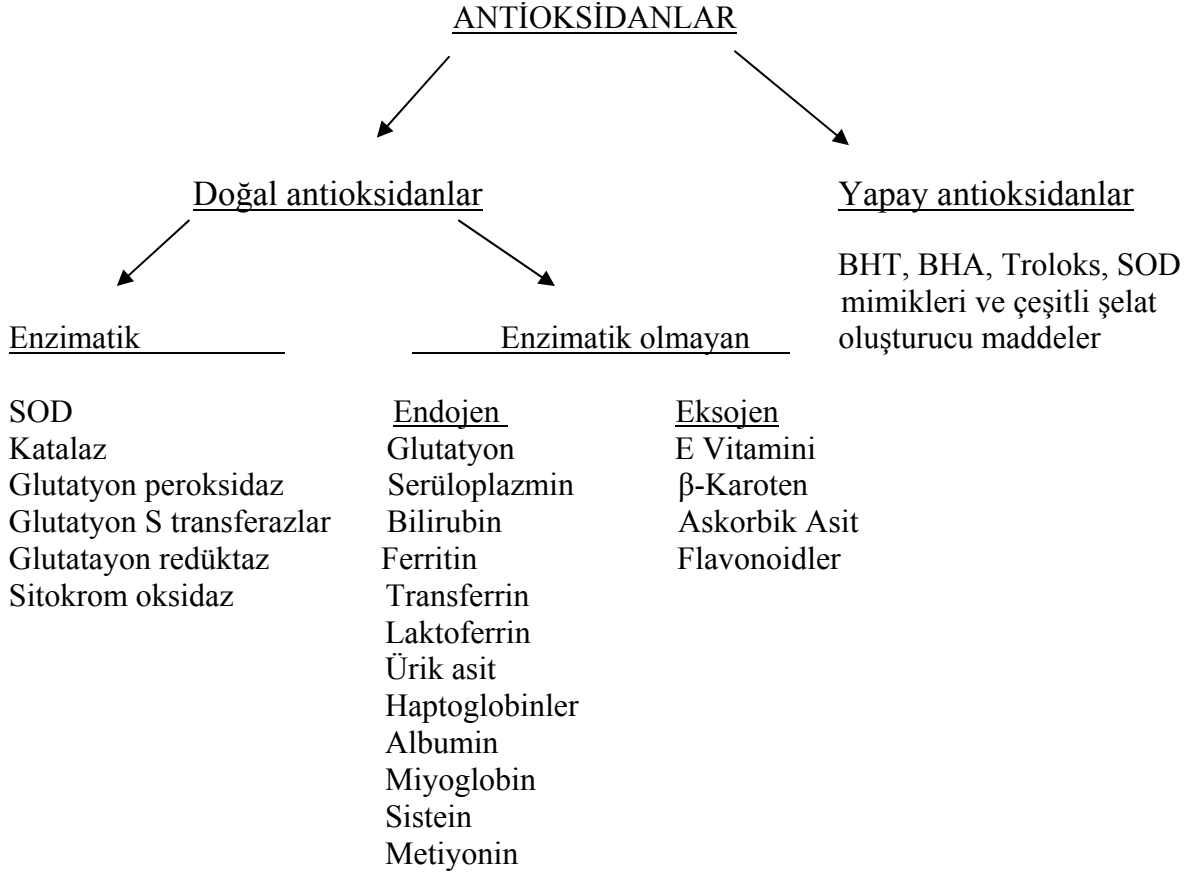 ANTİOKSİDANLAR
Doğal antioksidanlar
Yapay antioksidanlar
BHT, BHA, Troloks, SOD
mimikleri ve çeşitli şelat
oluşturucu maddeler
Enzimatik
Enzimatik olmayan
SOD
Katalaz
Glutatyon peroksidaz
Glutatyon S transferazlar
Glutatayon redüktaz
Sitokrom oksidaz
Endojen
Glutatyon
Serüloplazmin
Bilirubin
Ferritin
Transferrin
Laktoferrin
Ürik asit
Haptoglobinler
Albumin
Miyoglobin
Sistein
Metiyonin
Eksojen
E Vitamini
β-Karoten
Askorbik Asit
Flavonoidler